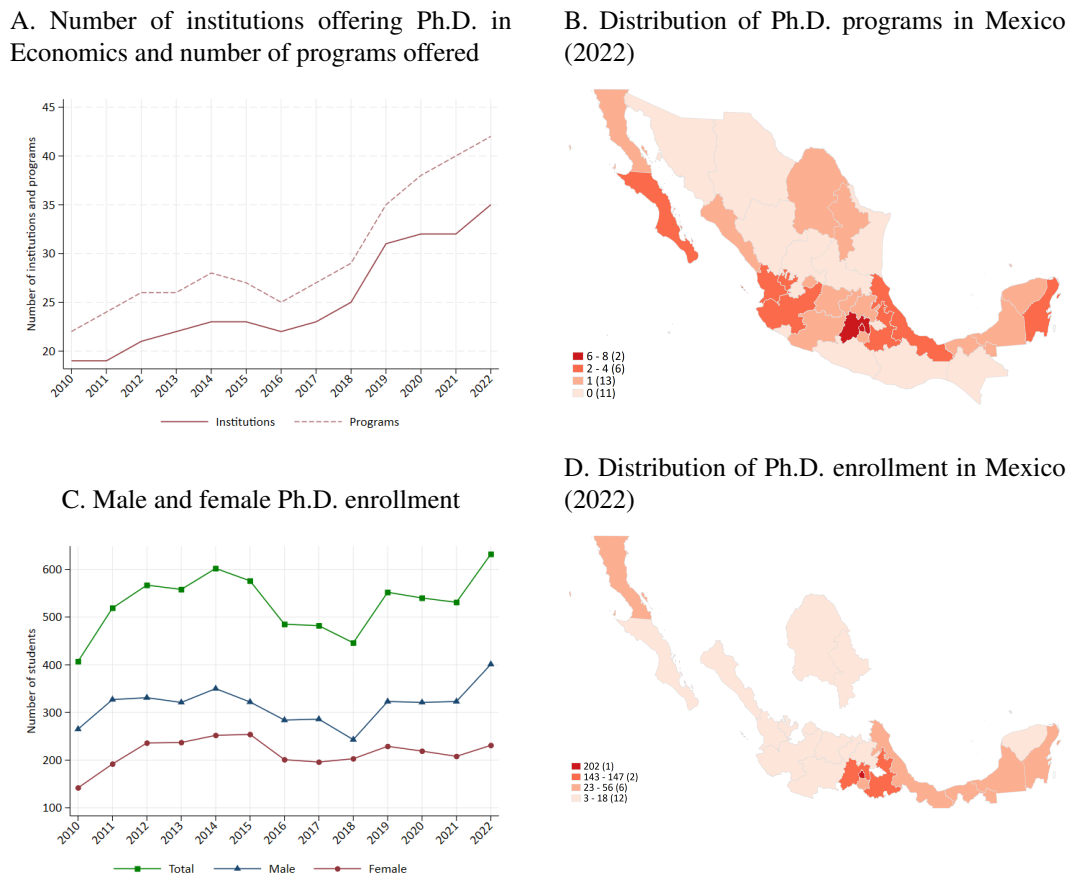 A. Number of institutions offering Ph.D. in
Economics and number of programs offered
Number of institutions and programs
45
40
35
30
25
20
2010 2011 2012 2013 2014 2015 2016 2017 2018 2019 2020 2021 2022
Institutions Programs
B. Distribution of Ph.D. programs in Mexico
(2022)
6 - 8 (2)
2 - 4 (6)
1 (13)
0 (11)
C. Male and female Ph.D. enrollment
Number of students
600
500
400
300
200
100
2010 2011 2012 2013 2014 2015 2016 2017 2018 2019 2020 2021 2022
Total Male Female
D. Distribution of Ph.D. enrollment in Mexico
(2022)
202 (1)
143 - 147 (2)
23 - 56 (6)
3 - 18 (12)